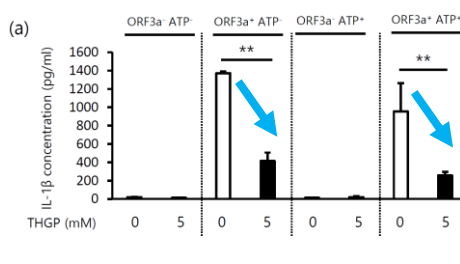 (a)
ORF3a⁻ ATP⁻ ORF3a⁺ ATP⁻ ORF3a⁻ ATP⁺ ORF3a⁺ ATP⁺
** **
IL-1β concentration (pg/ml)
1600
1400
1200
1000
800
600
400
200
0
THGP (mM) 0 5 0 5 0 5 0 5